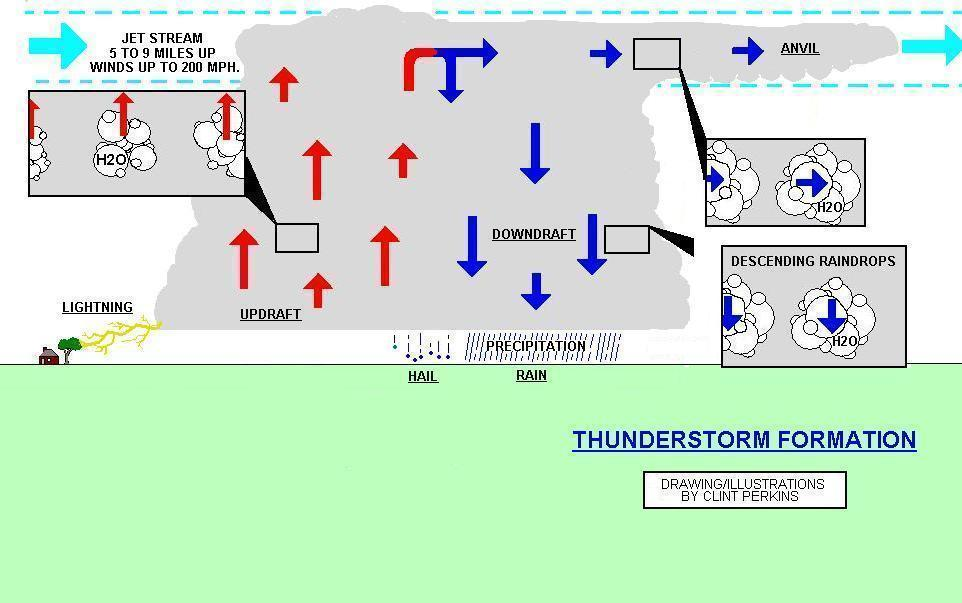 JET STREAM
5 TO 9 MILES UP
WINDS UP TO 200 MPH.
ANVIL
H2O
H2O
DOWNDRAFT
DESCENDING RAINDROPS
H2O
LIGHTNING
UPDRAFT
PRECIPITATION
HAIL
RAIN
THUNDERSTORM FORMATION
DRAWING/ILLUSTRATIONS
BY CLINT PERKINS